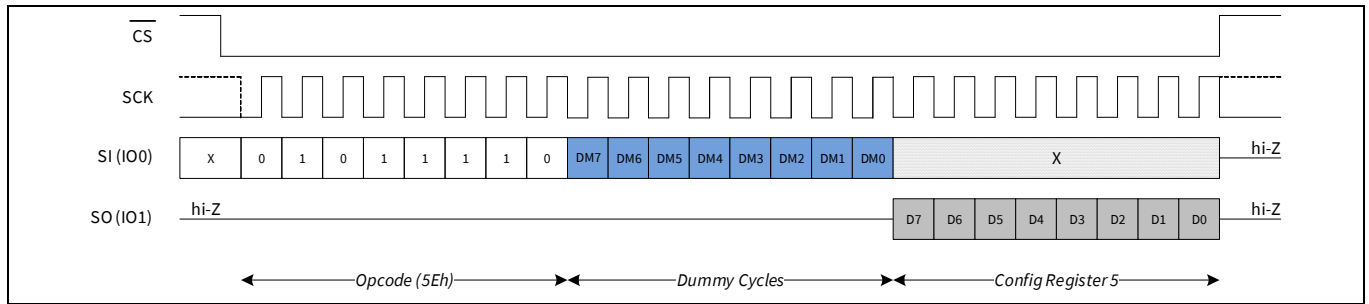 CS
SCK
SI (IO0) X 0 1 0 1 1 1 1 0 DM7 DM6 DM5 DM4 DM3 DM2 DM1 DM0 X hi-Z
SO (IO1) hi-Z D7 D6 D5 D4 D3 D2 D1 D0 hi-Z
Opcode (5Eh) Dummy Cycles Config Register 5